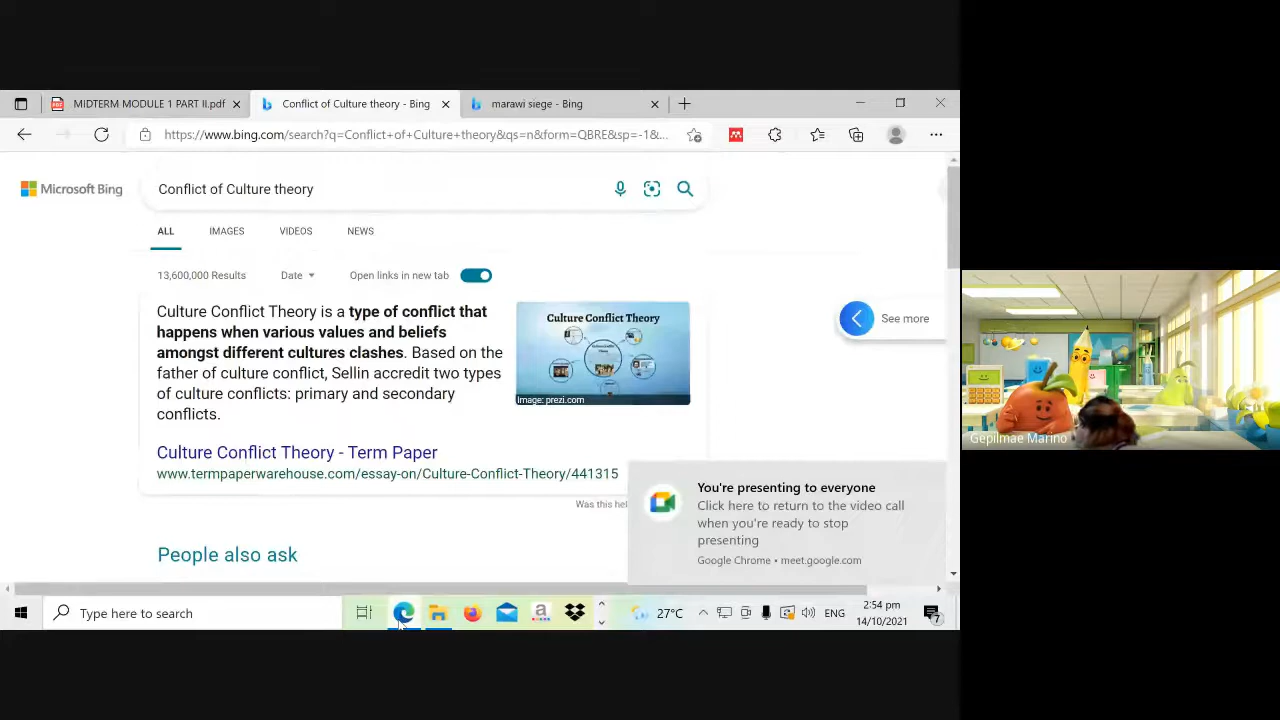 MIDTERM MODULE 1 PART II.pdf
Conflict of Culture theory - Bing
marawi siege - Bing
https://www.bing.com/search?q=Conflict+of+Culture+theory&qs=n&form=QBRE&sp=-1&...
Microsoft Bing
Conflict of Culture theory
ALL
IMAGES
VIDEOS
NEWS
13,600,000 Results
Date
Open links in new tab
Culture Conflict Theory is a type of conflict that
happens when various values and beliefs
amongst different cultures clashes. Based on the
father of culture conflict, Sellin accredit two types
of culture conflicts: primary and secondary
conflicts.
Culture Conflict Theory
Image: prezi.com
See more
Culture Conflict Theory - Term Paper
www.termpaperwarehouse.com/essay-on/Culture-Conflict-Theory/441315
Was this hel
People also ask
You're presenting to everyone
Click here to return to the video call
when you're ready to stop
presenting
Google Chrome • meet.google.com
Gepilmae Marino
Type here to search
27°C
ENG
2:54 pm
14/10/2021
7